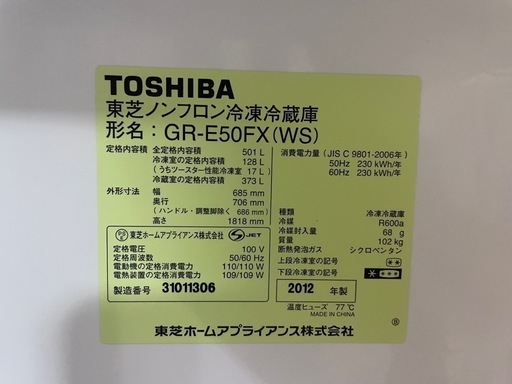 TOSHIBA
東芝ノンフロン冷凍冷蔵庫
形名：GR-E50FX(WS)
定格内容積 全定格内容積 501 L
冷凍室の定格内容積 128 L
(うちツースター性能冷凍室 17 L)
冷蔵室の定格内容積 373 L
外形寸法 幅 685 mm
奥行 706 mm
(ハンドル・調整脚除く 686 mm)
高さ 1818 mm
消費電力量 (JIS C 9801-2006年)
50Hz 230 kWh/年
60Hz 230 kWh/年
種類 冷凍冷蔵庫
冷媒 R600a
冷媒封入量 68 g
質量 102 kg
断熱発泡ガス シクロペンタン
上段冷凍室の記号
下段冷凍室の記号
東芝ホームアプライアンス株式会社 JET
定格電圧 100 V
定格周波数 50/60 Hz
電動機の定格消費電力 110/110 W
電熱装置の定格消費電力 109/109 W
製造番号 31011306
2012 年製
温度ヒューズ 77℃
MADE IN CHINA
東芝ホームアプライアンス株式会社
B